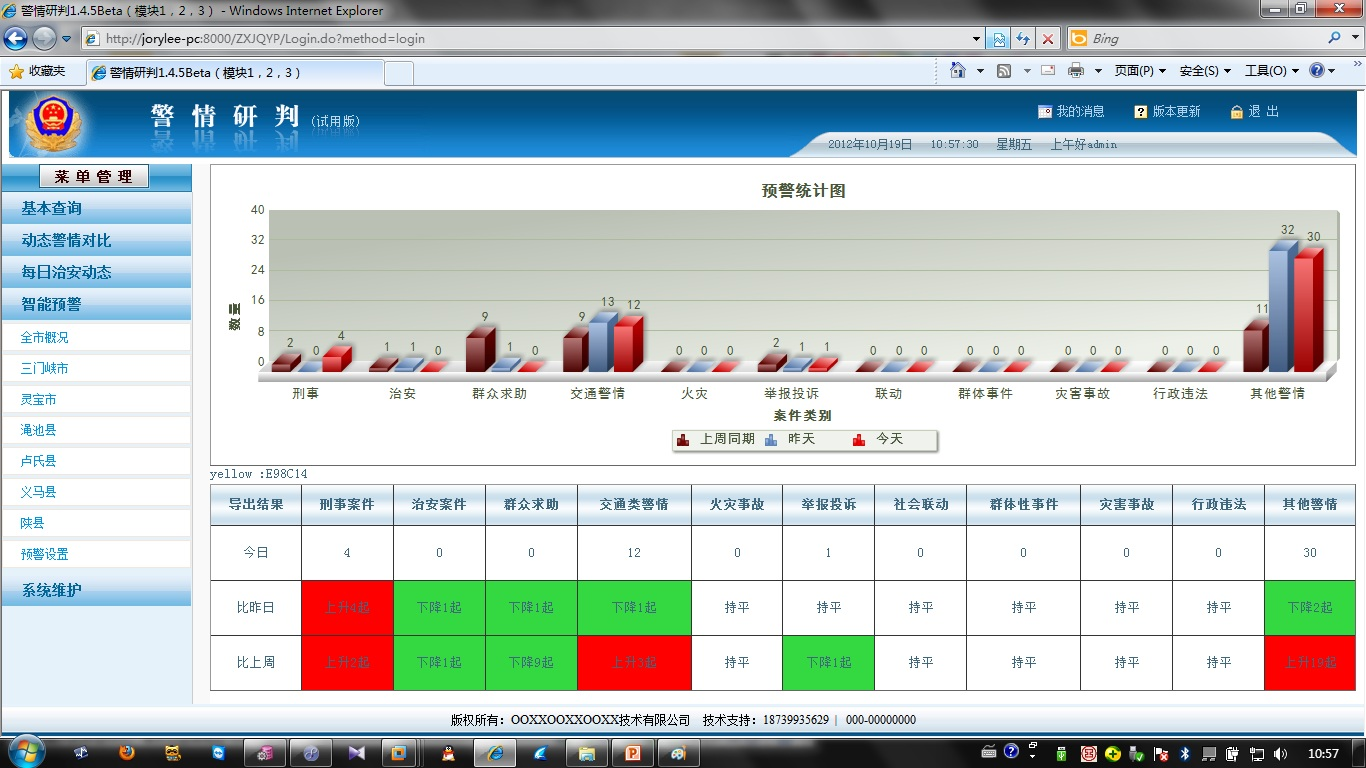 警情研判1.4.5Beta（模块1，2，3） - Windows Internet Explorer
http://jorylee-pc:8000/ZXJQYP/Login.do?method=login
Bing
收藏夹
警情研判1.4.5Beta（模块1，2，3）
页面(P)
安全(S)
工具(O)
警情研判 (试用版)
我的消息 版本更新 退 出
2012年10月19日 10:57:30 星期五 上午好admin
菜单管理
基本查询
动态警情对比
每日治安动态
智能预警
全市概况
三门峡市
灵宝市
渑池县
卢氏县
义马县
陕县
预警设置
系统维护
预警统计图
数量
40
32
24
16
8
0
2 0 4
1 1 0
9 1 0
9 13 12
0 0 0
2 1 1
0 0 0
0 0 0
0 0 0
0 0 0
11 32 30
刑事 治安 群众求助 交通警情 火灾 举报投诉 联动 群体事件 灾害事故 行政违法 其他警情
案件类别
上周同期 昨天 今天
yellow :E98C14
导出结果 刑事案件 治安案件 群众求助 交通类警情 火灾事故 举报投诉 社会联动 群体性事件 灾害事故 行政违法 其他警情
今日 4 0 0 12 0 1 0 0 0 0 30
比昨日 上升4起 下降1起 下降1起 下降1起 持平 持平 持平 持平 持平 持平 下降2起
比上周 上升2起 下降1起 下降9起 上升3起 持平 下降1起 持平 持平 持平 持平 上升19起
版权所有：OOXXOOXXOOXX技术有限公司 技术支持：18739935629 | 000-00000000
10:57